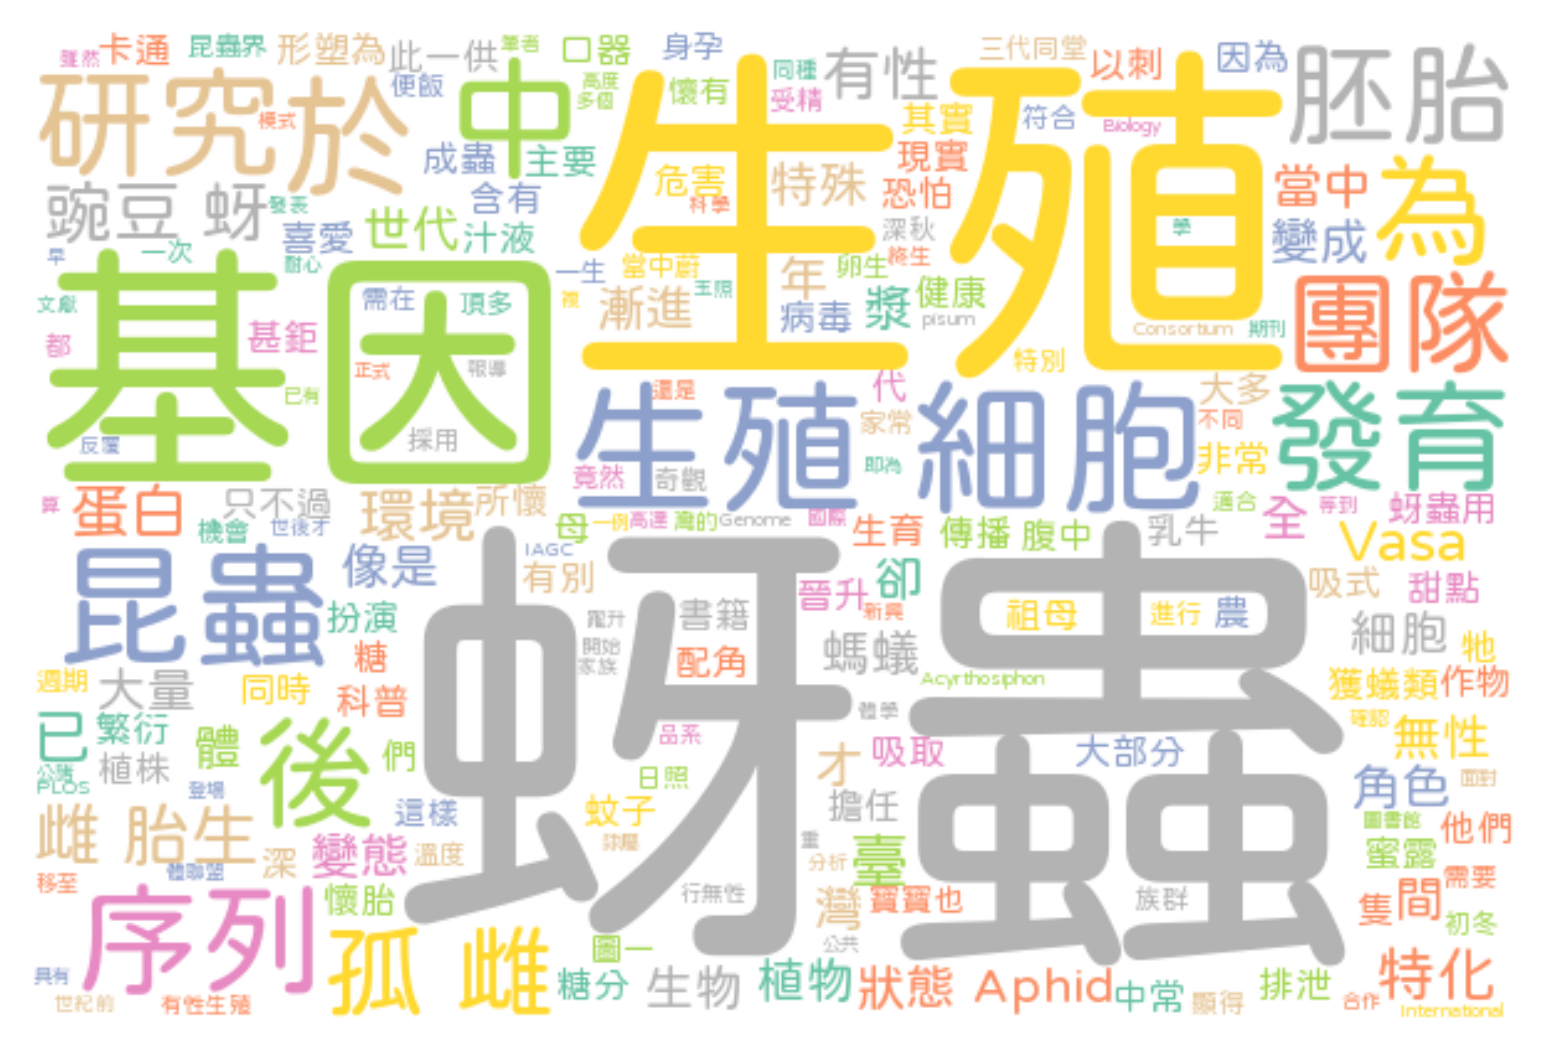 雖然 卡通 昆蟲界 形塑為 此一供 筆者 口器 身孕 三代同堂 以刺 因為
研究 於 中 便飯 高度 多個 懷有 同種 受精 有性 其實 符合 Biology 胚胎
模式 成蟲 主要 生殖 危害 特殊 現實 恐怕 當中 為
豌豆 蚜 發表 喜愛 世代 含有 汁液 科學 深秋 學 變成
早 一次 耐心 一生 當中蔚 年 卵生 終生
文獻 基因 需在 頂多 複 漸進 玉照 病毒 漿 健康 pisum Consortium 期刊 團隊
都 甚鉅 正式 報導 已有 還是 代 特別 大多
反覆 採用 生殖 細胞 家常 不同 發育
竟然 奇觀 即為 非常
算 蛋白 只不過 環境 所懷 適合 全 等到 蚜蟲用
機會 世後才 母 一例 高達 灣的 Genome 國際 生育 傳播 腹中 乳牛 Vasa
昆蟲 像是 IAGC 有別 蚜蟲 晉升 卻 吸式 甜點
扮演 躍升 書籍 新興 祖母 進行 農 細胞 牠
糖 開始 家族 配角 螞蟻
週期 大量 同時 科普 Acyrthosiphon 獲蟻類 作物
已 繁衍 體 後 們 品系 體學 確認 無性
公隨 植株 日照 才 吸取 大部分
PLOS 登場 這樣 蚊子 擔任 角色 面對
雌 胎生 深 變態 溫度 隸屬 重 臺 圖書館 他們
移至 體聯盟 分析 蜜露 需要
序列 懷胎 行無性 灣 寶寶也 族群 隻 間 初冬
孤 雌 圖一 公共
具有 糖分 生物 植物 狀態 Aphid 中常 顯得 排泄 特化
世紀前 有性生殖 合作 International